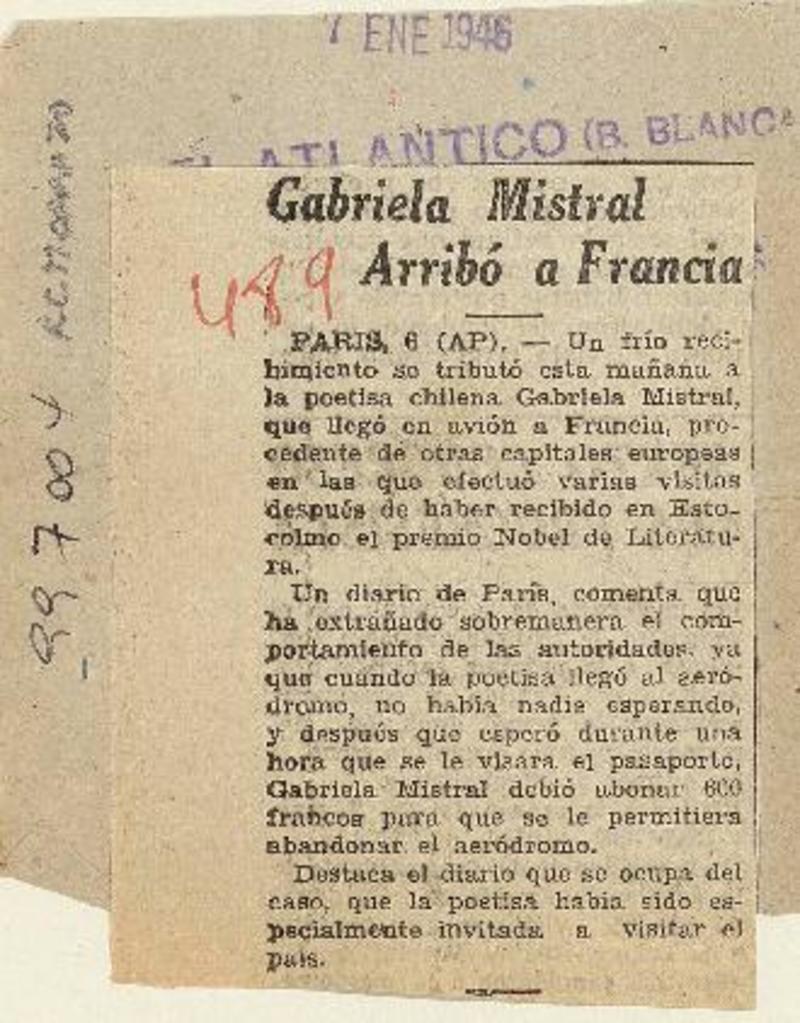 7 ENE 1946
EL ATLANTICO (B. BLANCA
Gabriela Mistral
Arribó a Francia
489
PARIS, 6 (AP). — Un frío reci-
bimiento se tributó esta mañana a
la poetisa chilena Gabriela Mistral,
que llegó en avión a Francia, pro-
cedente de otras capitales europeas
en las que efectuó varias visitas
después de haber recibido en Esto-
colmo el premio Nobel de Literatu-
ra.
Un diario de París, comenta que
ha extrañado sobremanera el com-
portamiento de las autoridades, ya
que cuando la poetisa llegó al aeró-
dromo, no había nadie esperando,
y después que esperó durante una
hora que se le visara el pasaporte,
Gabriela Mistral debió abonar 600
francos para que se le permitiera
abandonar el aeródromo.
Destaca el diario que se ocupa del
caso, que la poetisa había sido es-
pecialmente invitada a visitar el
país.